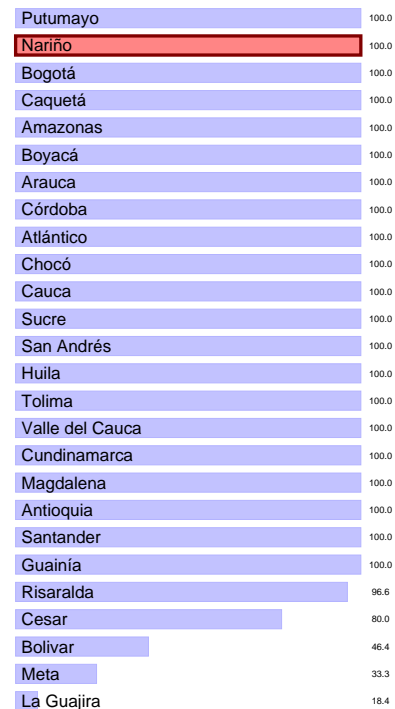 Putumayo 100.0
Nariño 100.0
Bogotá 100.0
Caquetá 100.0
Amazonas 100.0
Boyacá 100.0
Arauca 100.0
Córdoba 100.0
Atlántico 100.0
Chocó 100.0
Cauca 100.0
Sucre 100.0
San Andrés 100.0
Huila 100.0
Tolima 100.0
Valle del Cauca 100.0
Cundinamarca 100.0
Magdalena 100.0
Antioquia 100.0
Santander 100.0
Guainía 100.0
Risaralda 96.6
Cesar 80.0
Bolivar 46.4
Meta 33.3
La Guajira 18.4